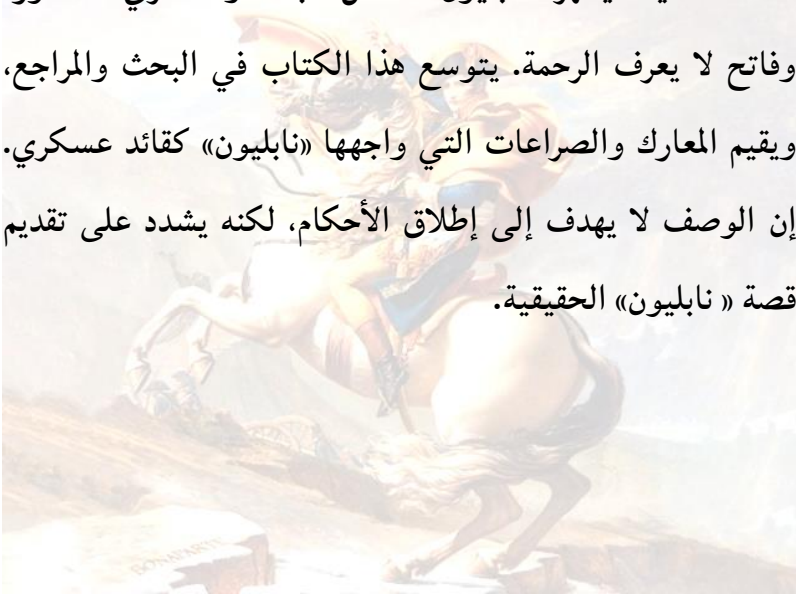 وفاتح لا يعرف الرحمة. يتوسع هذا الكتاب في البحث والمراجع،
ويقيم المعارك والصراعات التي واجهها «نابليون» كقائد عسكري.
إن الوصف لا يهدف إلى إطلاق الأحكام، لكنه يشدد على تقديم
قصة « نابليون» الحقيقية.
BONAPARTE